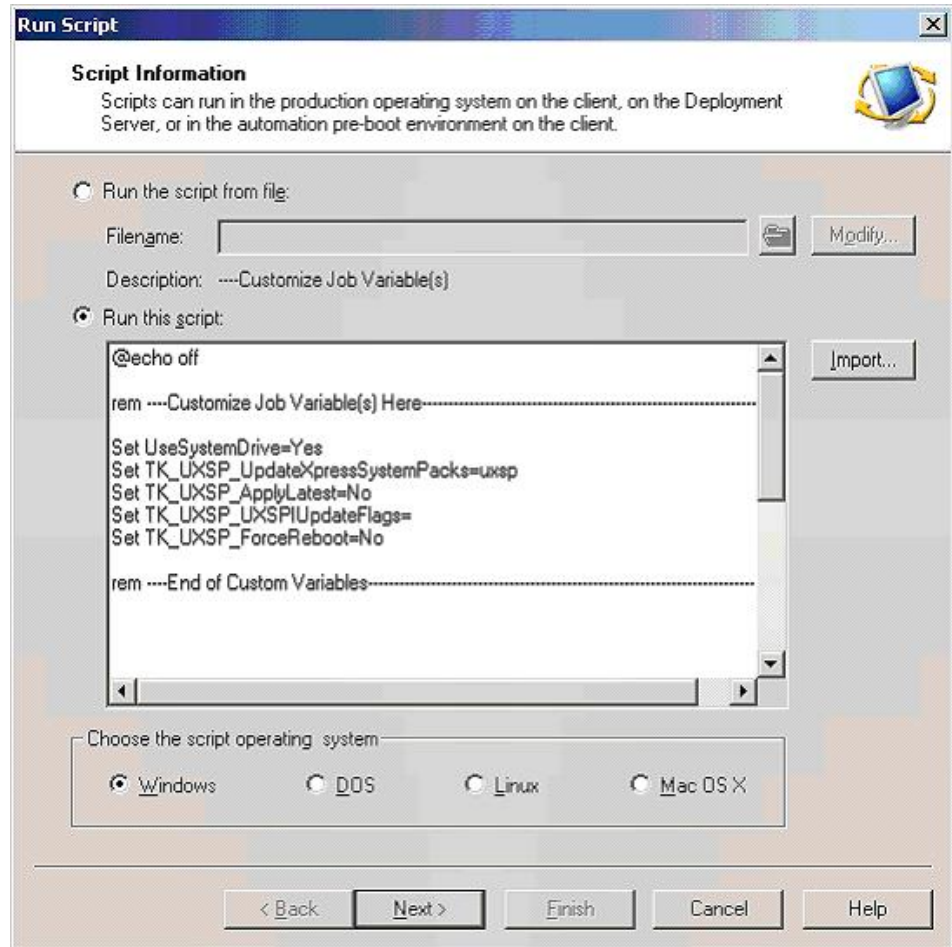 Run Script
Script Information
Scripts can run in the production operating system on the client, on the Deployment
Server, or in the automation pre-boot environment on the client.
Run the script from file:
Filename:
Modify...
Description: ----Customize Job Variable(s)
Run this script:
Import...
@echo off
rem ----Customize Job Variable(s) Here------------------------------------------------------------------------
Set UseSystemDrive=Yes
Set TK_UXSP_UpdateXpressSystemPacks=uxsp
Set TK_UXSP_ApplyLatest=No
Set TK_UXSP_UXSPIUpdateFlags=
Set TK_UXSP_ForceReboot=No
rem ----End of Custom Variables--------------------------------------------------------------------------------
Choose the script operating system
Windows
DOS
Linux
Mac OS X
< Back
Next >
Finish
Cancel
Help